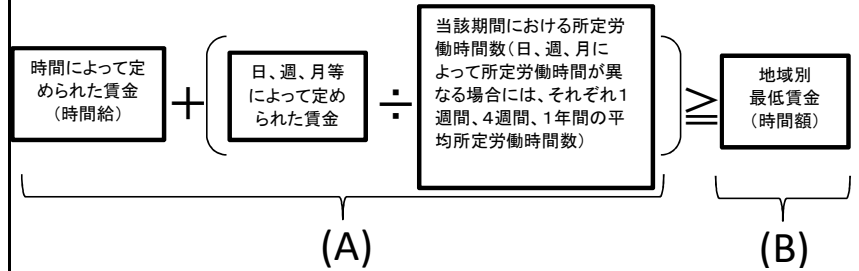 時間によって定
められた賃金
(時間給)
+
日、週、月等
によって定め
られた賃金
÷
当該期間における所定労
働時間数(日、週、月に
よって所定労働時間が異
なる場合には、それぞれ1
週間、4週間、1年間の平
均所定労働時間数)
≧
地域別
最低賃金
(時間額)
(A)
(B)